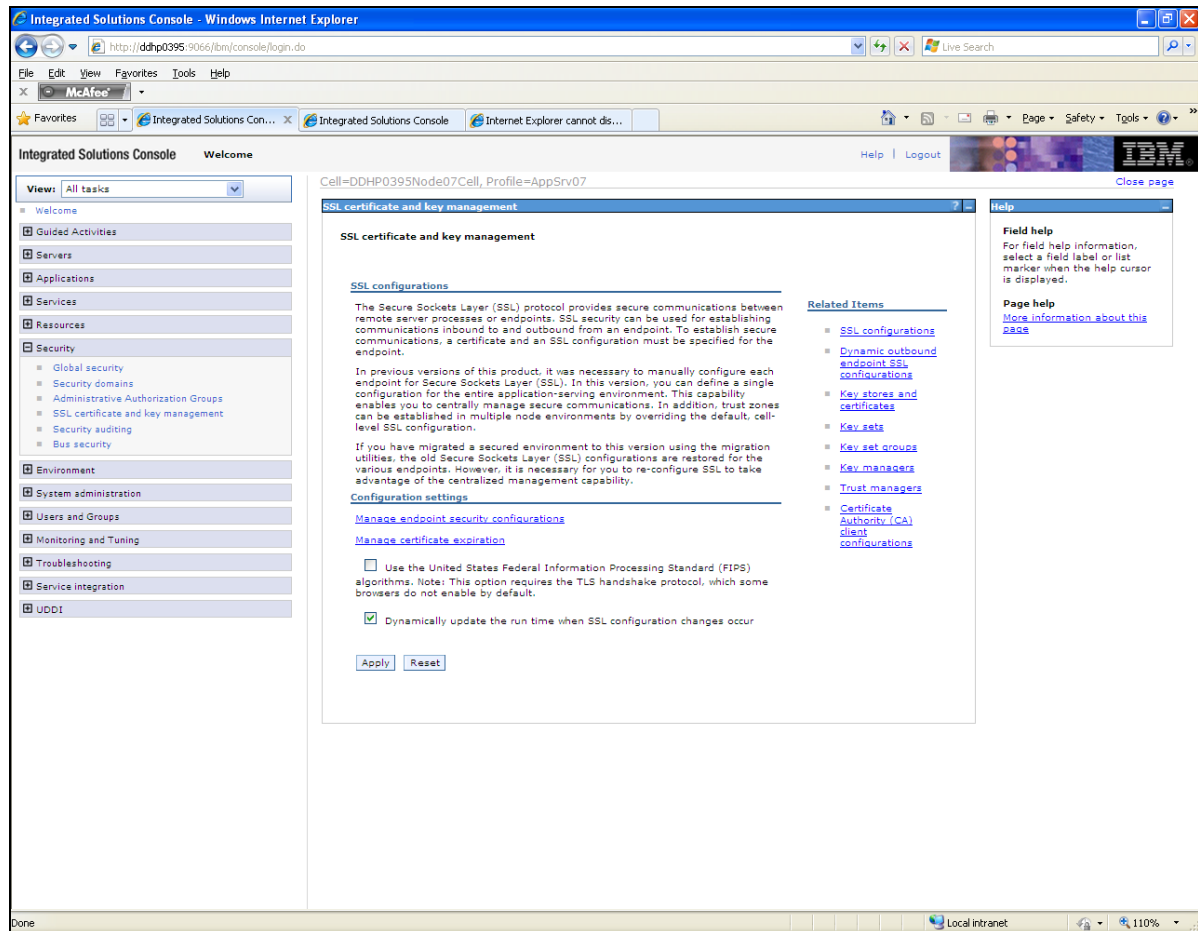 Integrated Solutions Console - Windows Internet Explorer
http://ddhp0395:9066/ibm/console/login.do
Live Search
File Edit View Favorites Tools Help
x McAfee
Favorites
Integrated Solutions Con... X
Integrated Solutions Console
Internet Explorer cannot dis...
Page Safety Tools »
Integrated Solutions Console Welcome
Help | Logout
IBM®
View: All tasks
Welcome
Guided Activities
Servers
Applications
Services
Resources
Security
Global security
Security domains
Administrative Authorization Groups
SSL certificate and key management
Security auditing
Bus security
Environment
System administration
Users and Groups
Monitoring and Tuning
Troubleshooting
Service integration
UDDI
Cell=DDHP0395Node07Cell, Profile=AppSrv07
Close page
SSL certificate and key management ? –
SSL certificate and key management
SSL configurations
The Secure Sockets Layer (SSL) protocol provides secure communications between
remote server processes or endpoints. SSL security can be used for establishing
communications inbound to and outbound from an endpoint. To establish secure
communications, a certificate and an SSL configuration must be specified for the
endpoint.
In previous versions of this product, it was necessary to manually configure each
endpoint for Secure Sockets Layer (SSL). In this version, you can define a single
configuration for the entire application-serving environment. This capability
enables you to centrally manage secure communications. In addition, trust zones
can be established in multiple node environments by overriding the default, cell-
level SSL configuration.
If you have migrated a secured environment to this version using the migration
utilities, the old Secure Sockets Layer (SSL) configurations are restored for the
various endpoints. However, it is necessary for you to re-configure SSL to take
advantage of the centralized management capability.
Configuration settings
Manage endpoint security configurations
Manage certificate expiration
Use the United States Federal Information Processing Standard (FIPS)
algorithms. Note: This option requires the TLS handshake protocol, which some
browsers do not enable by default.
Dynamically update the run time when SSL configuration changes occur
Apply Reset
Related Items
SSL configurations
Dynamic outbound
endpoint SSL
configurations
Key stores and
certificates
Key sets
Key set groups
Key managers
Trust managers
Certificate
Authority (CA)
client
configurations
Help –
Field help
For field help information,
select a field label or list
marker when the help cursor
is displayed.
Page help
More information about this
page
Done
Local intranet
110%